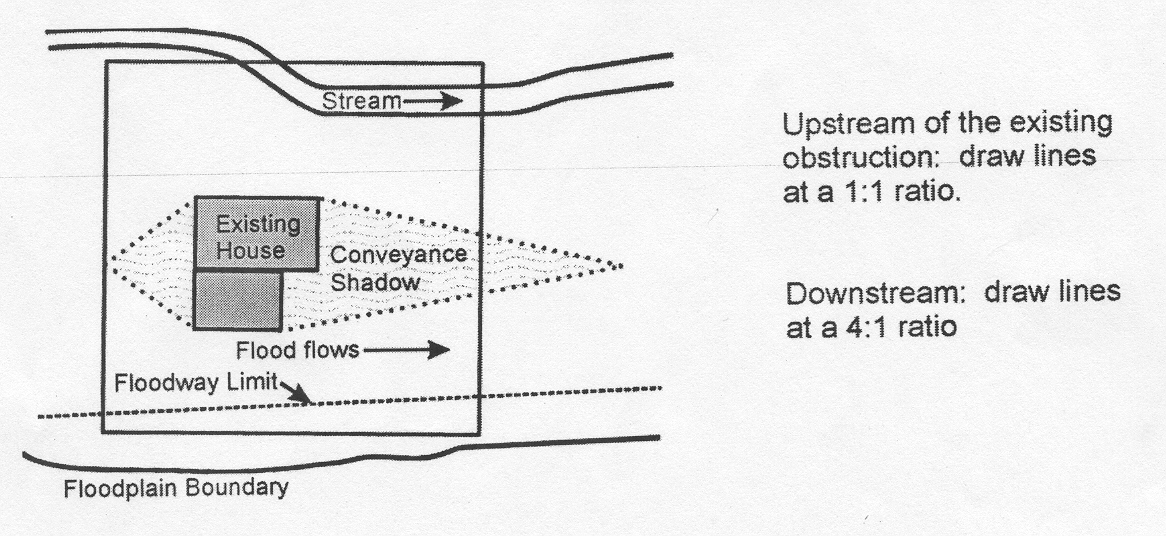 Stream
Upstream of the existing
obstruction: draw lines
at a 1:1 ratio.
Existing
House
Conveyance
Shadow
Downstream: draw lines
at a 4:1 ratio
Flood flows
Floodway Limit
Floodplain Boundary